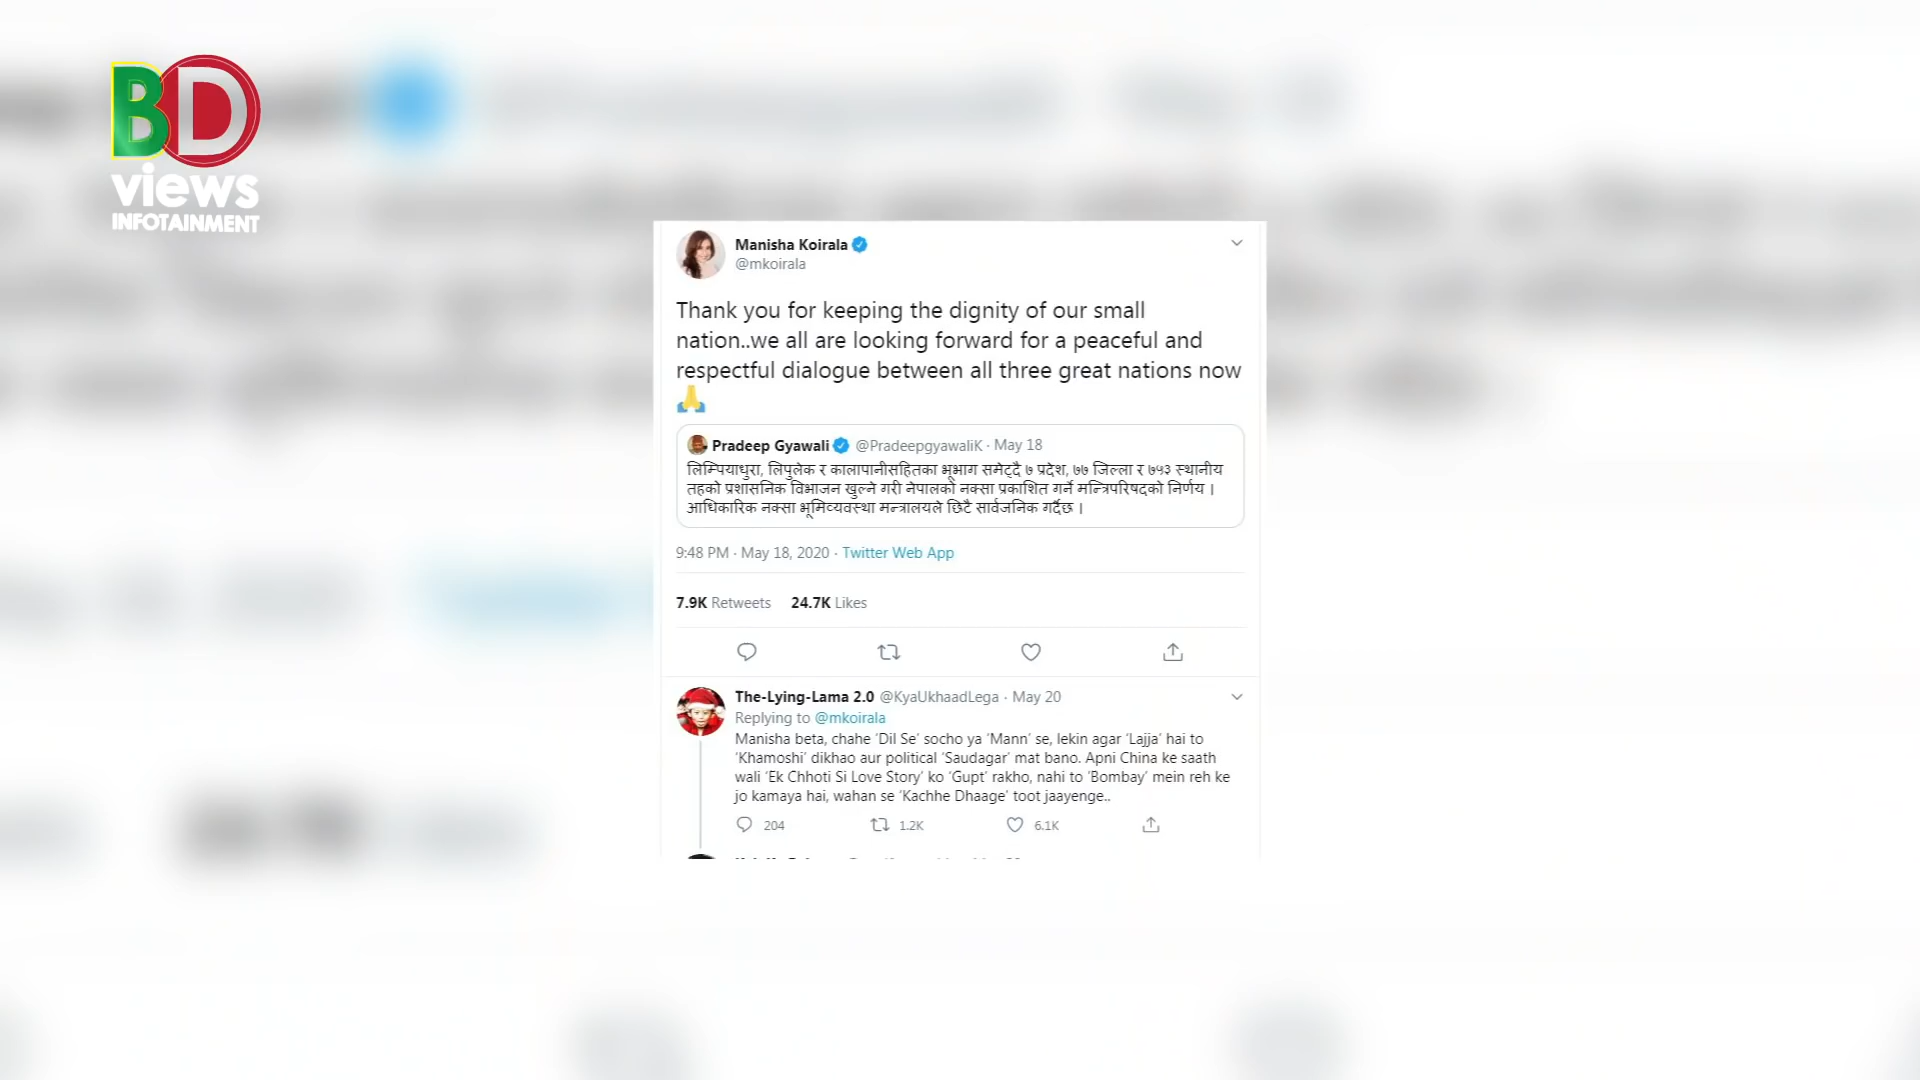 BD
views
INFOTAINMENT
Manisha Koirala
@mkoirala
Thank you for keeping the dignity of our small
nation..we all are looking forward for a peaceful and
respectful dialogue between all three great nations now
🙏
Pradeep Gyawali @PradeepgyawaliK · May 18
लिम्पियाधुरा, लिपुलेक र कालापानीसहितका भूभाग समेट्दै ७ प्रदेश, ७७ जिल्ला र ७५३ स्थानीय
तहको प्रशासनिक विभाजन खुल्ने गरी नेपालको नक्सा प्रकाशित गर्ने मन्त्रिपरिषदको निर्णय ।
आधिकारिक नक्सा भूमिव्यवस्था मन्त्रालयले छिटै सार्वजनिक गर्दैछ ।
9:48 PM · May 18, 2020 · Twitter Web App
7.9K Retweets 24.7K Likes
The-Lying-Lama 2.0 @KyaUkhaadLega · May 20
Replying to @mkoirala
Manisha beta, chahe ‘Dil Se’ socho ya ‘Mann’ se, lekin agar ‘Lajja’ hai to
‘Khamoshi’ dikhao aur political ‘Saudagar’ mat bano. Apni China ke saath
wali ‘Ek Chhoti Si Love Story’ ko ‘Gupt’ rakho, nahi to ‘Bombay’ mein reh ke
jo kamaya hai, wahan se ‘Kachhe Dhaage’ toot jaayenge..
204 1.2K 6.1K